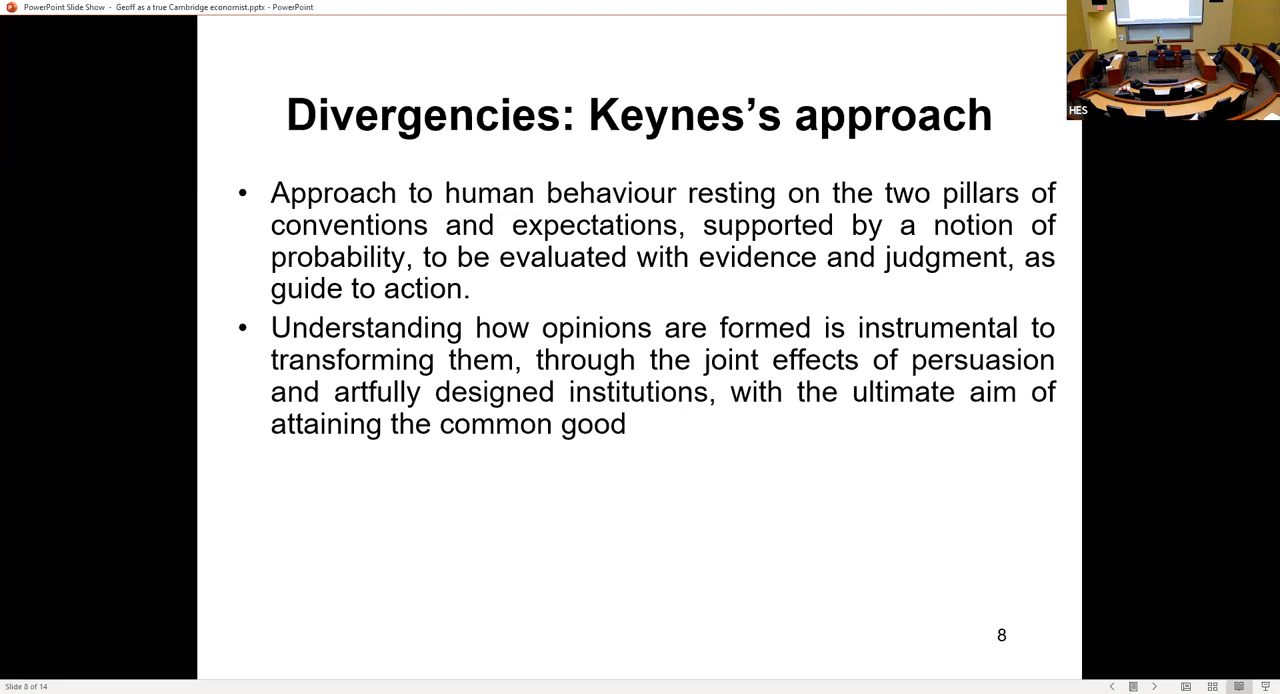 PowerPoint Slide Show - Geoff as a true Cambridge economist.pptx - PowerPoint
HES
Divergencies: Keynes’s approach
• Approach to human behaviour resting on the two pillars of
conventions and expectations, supported by a notion of
probability, to be evaluated with evidence and judgment, as
guide to action.
• Understanding how opinions are formed is instrumental to
transforming them, through the joint effects of persuasion
and artfully designed institutions, with the ultimate aim of
attaining the common good
8
Slide 8 of 14